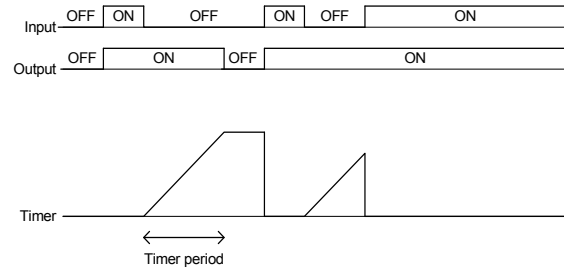 Input OFF ON OFF ON OFF ON
Output OFF ON OFF ON
Timer
Timer period